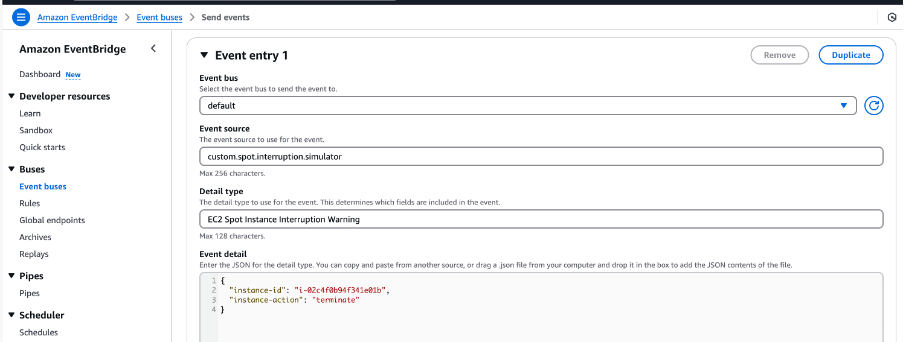 Amazon EventBridge > Event buses > Send events
Amazon EventBridge
Dashboard New
Developer resources
Learn
Sandbox
Quick starts
Buses
Event buses
Rules
Global endpoints
Archives
Replays
Pipes
Pipes
Scheduler
Schedules
Event entry 1
Remove
Duplicate
Event bus
Select the event bus to send the event to.
default
Event source
The event source to use for the event.
custom.spot.interruption.simulator
Max 256 characters.
Detail type
The detail type to use for the event. This determines which fields are included in the event.
EC2 Spot Instance Interruption Warning
Max 128 characters.
Event detail
Enter the JSON for the detail type. You can copy and paste from another source, or drag a .json file from your computer and drop it in the box to add the JSON contents of the file.
1 {
2 "instance-id": "i-02c4f0b94f341e01b",
3 "instance-action": "terminate"
4 }